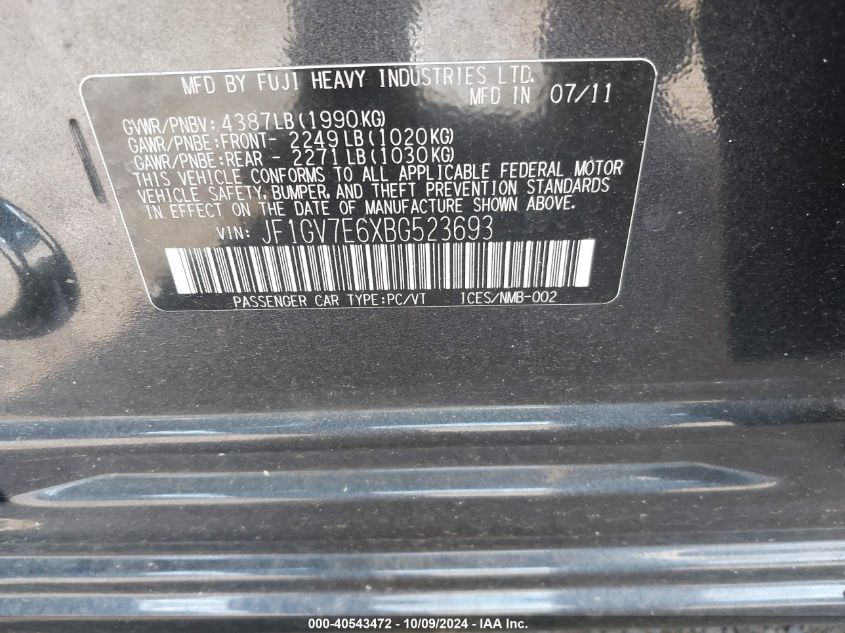 MFD BY FUJI HEAVY INDUSTRIES LTD.
MFD IN 07/11
GVWR/PNBV: 4387LB(1990KG)
GAWR/PNBE:FRONT- 2249LB(1020KG)
GAWR/PNBE:REAR - 2271LB(1030KG)
THIS VEHICLE CONFORMS TO ALL APPLICABLE FEDERAL MOTOR
VEHICLE SAFETY, BUMPER, AND THEFT PREVENTION STANDARDS
IN EFFECT ON THE DATE OF MANUFACTURE SHOWN ABOVE.
VIN: JF1GV7E6XBG523693
PASSENGER CAR TYPE:PC/VT 1CES/NMB-002
000-40543472 - 10/09/2024 - IAA Inc.